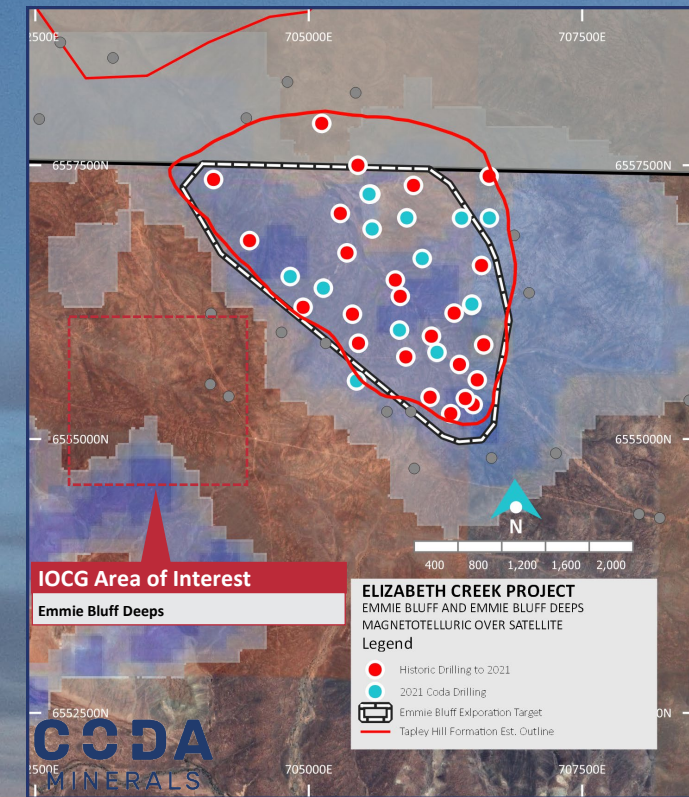 2500E
705000E
707500E
6557500N
6557500N
6555000N
6555000N
N
400 800 1,200 1,600 2,000
IOCG Area of Interest
Emmie Bluff Deeps
ELIZABETH CREEK PROJECT
EMMIE BLUFF AND EMMIE BLUFF DEEPS
MAGNETOTELLURIC OVER SATELLITE
Legend
Historic Drilling to 2021
2021 Coda Drilling
Emmie Bluff Exlporation Target
Tapley Hill Formation Est. Outline
6552500N
0N
CODA
MINERALS
2500E
705000E
707500E